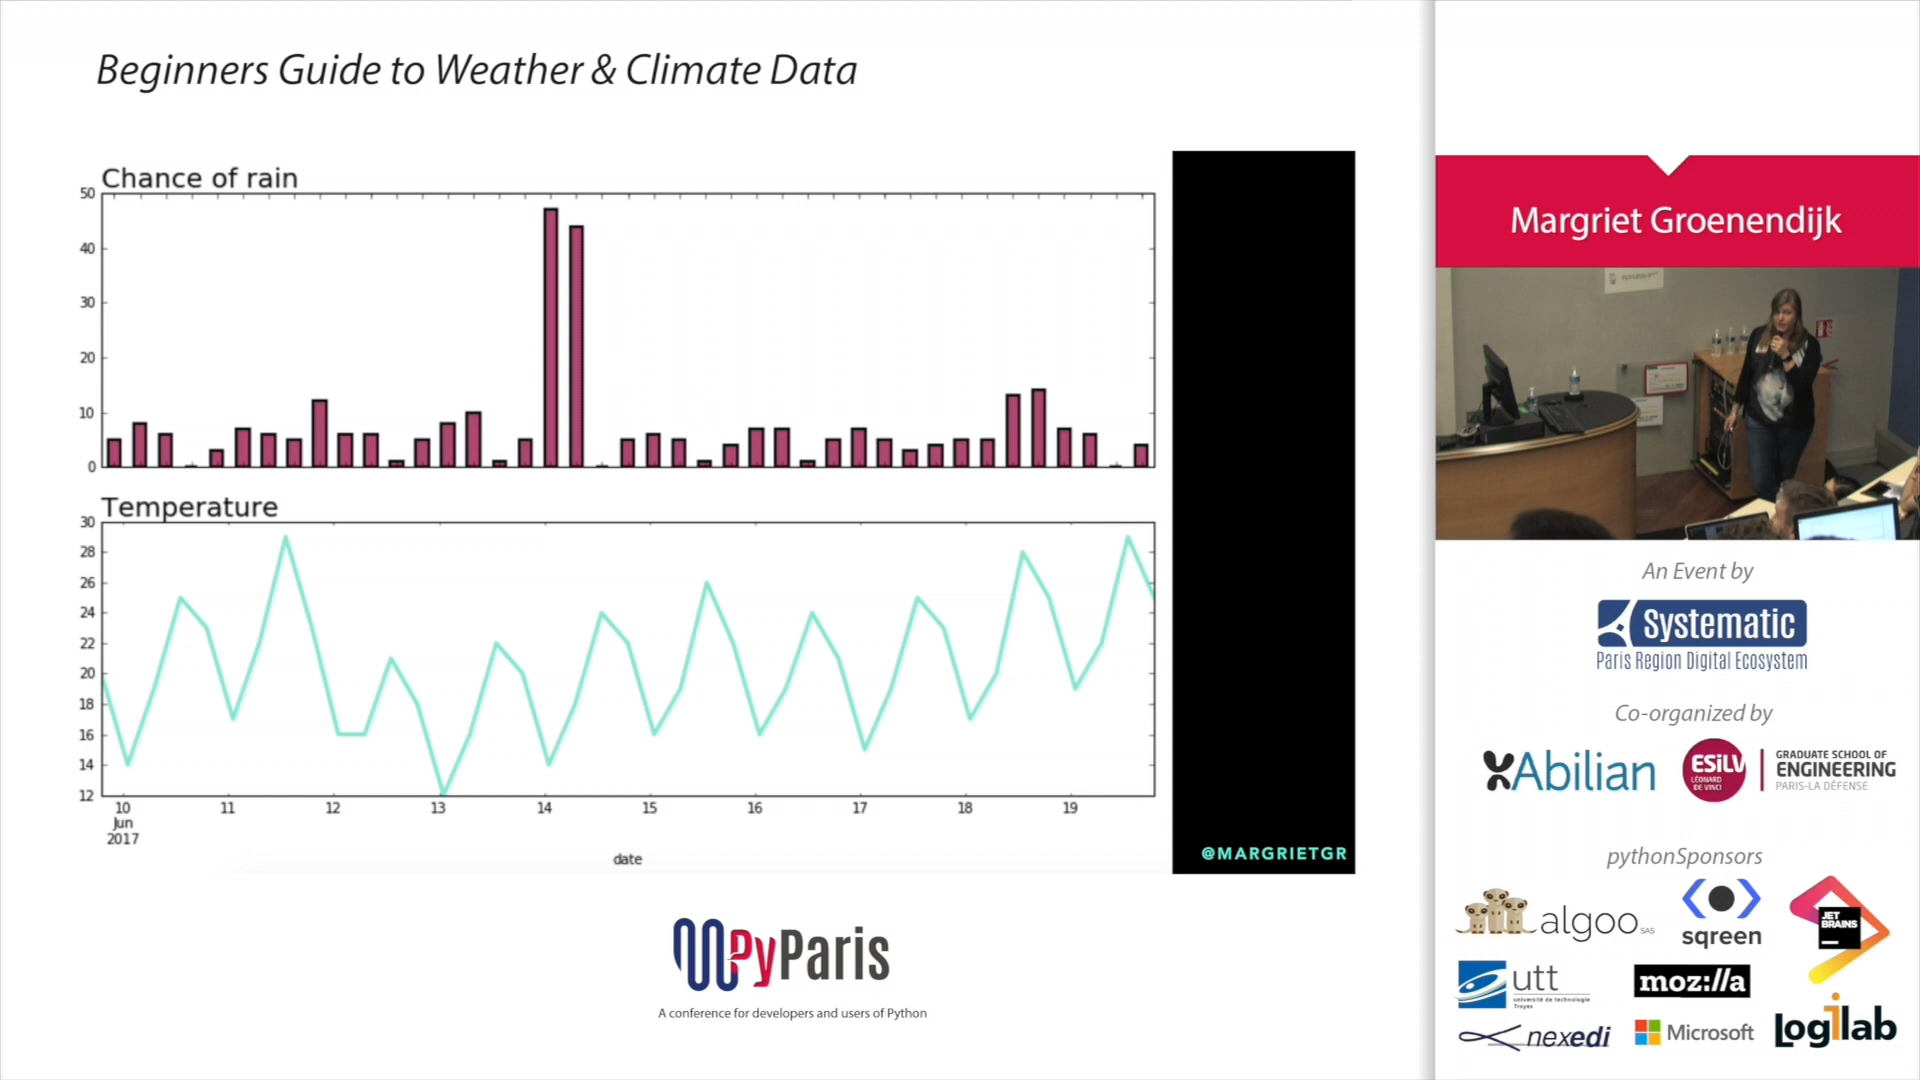 Beginners Guide to Weather & Climate Data
Chance of rain
50
40
30
20
10
0
Temperature
30
28
26
24
22
20
18
16
14
12
10 11 12 13 14 15 16 17 18 19
Jun
2017
date
@MARGRIETGR
PyParis
A conference for developers and users of Python
Margriet Groenendijk
An Event by
Systematic
Paris Region Digital Ecosystem
Co-organized by
Abilian
ESILV
LÉONARD
DE VINCI
GRADUATE SCHOOL OF
ENGINEERING
PARIS-LA DÉFENSE
pythonSponsors
algoo SAS
sqreen
JET
BRAINS
utt
université de technologie
Troyes
moz://a
nexedi
Microsoft
Logilab